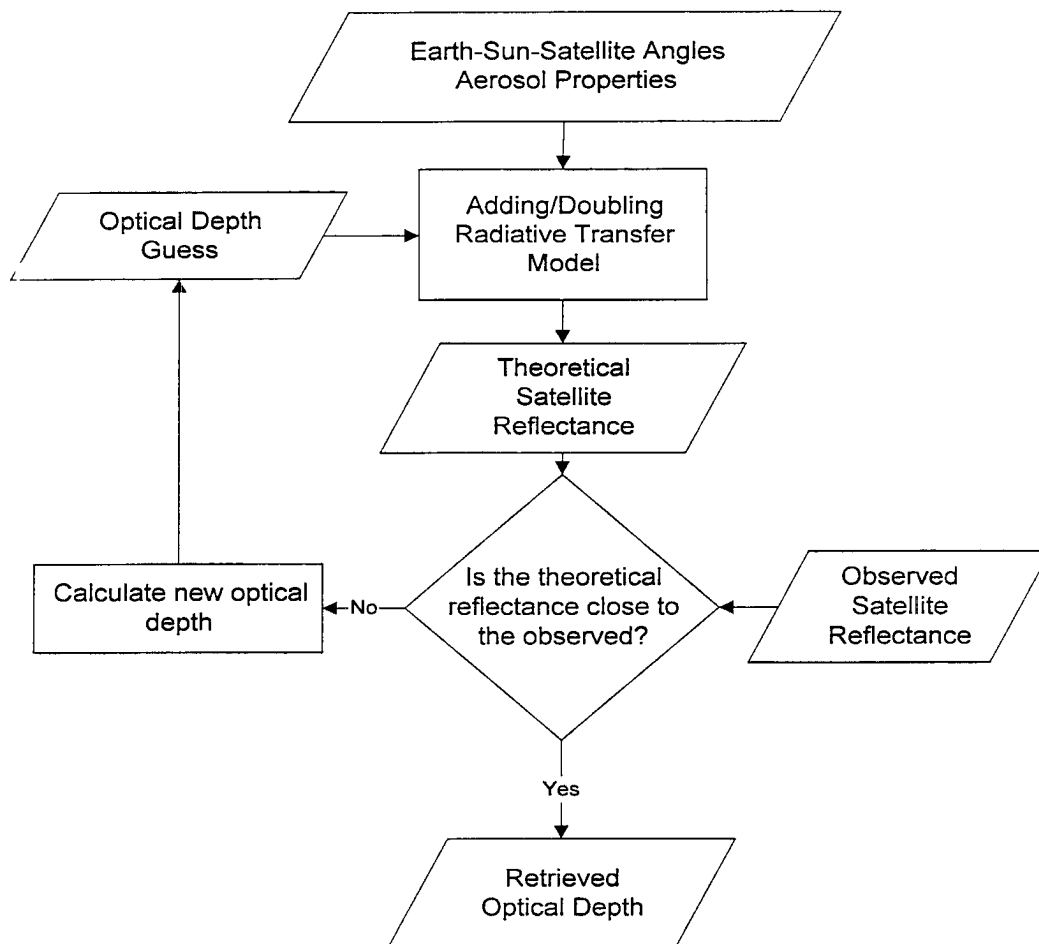 Earth-Sun-Satellite Angles
Aerosol Properties
Optical Depth
Guess
Adding/Doubling
Radiative Transfer
Model
Theoretical
Satellite
Reflectance
Is the theoretical
reflectance close to
the observed?
Observed
Satellite
Reflectance
No
Calculate new optical
depth
Yes
Retrieved
Optical Depth